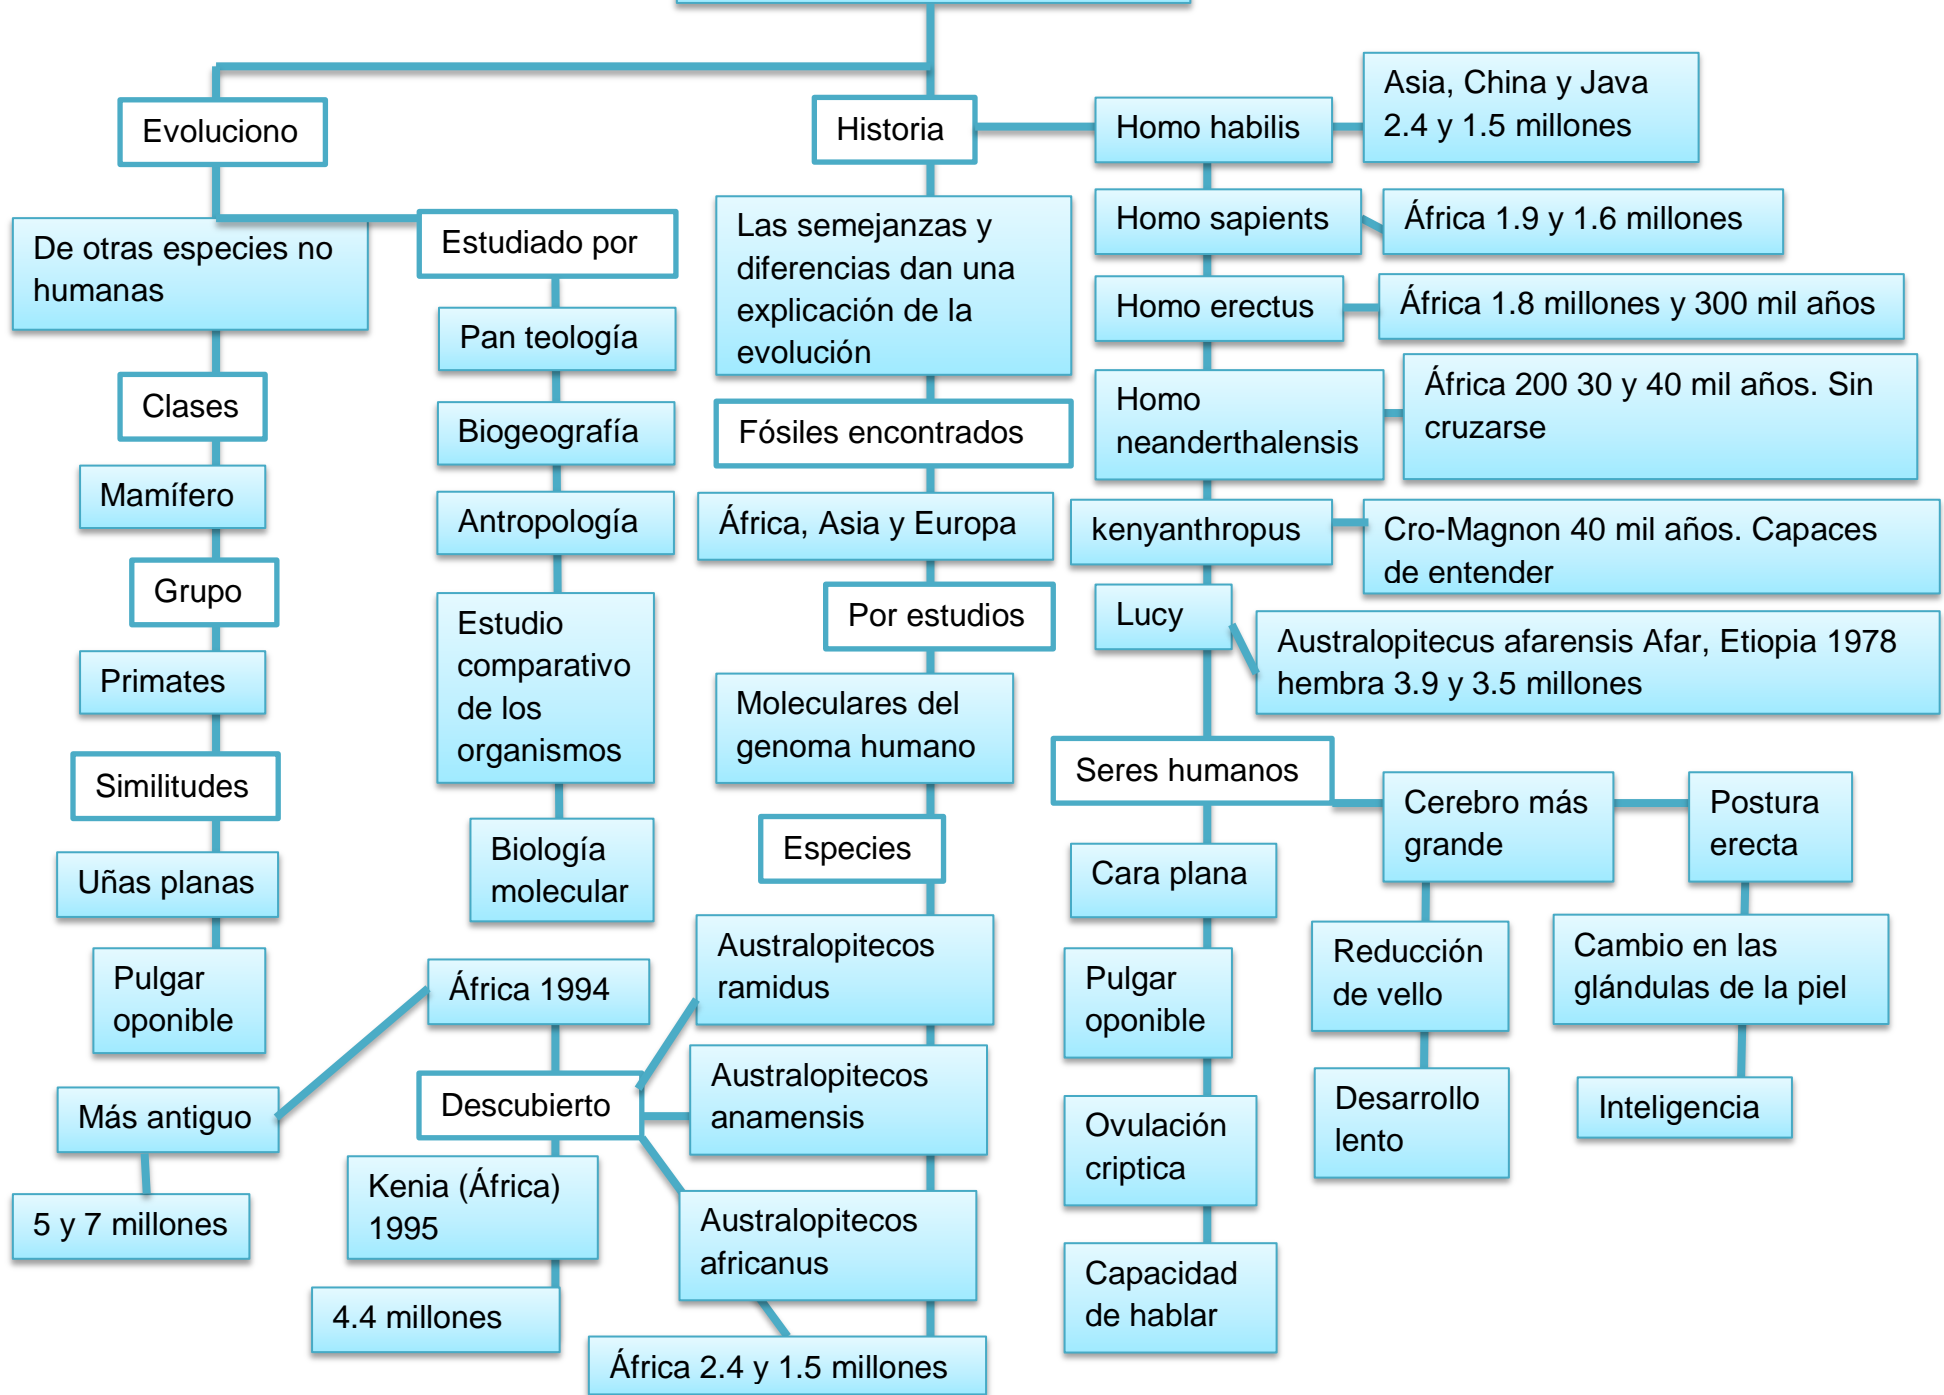 Evoluciono
De otras especies no
humanas
Clases
Mamífero
Grupo
Primates
Similitudes
Uñas planas
Pulgar
oponible
Estudiado por
Pan teología
Biogeografía
Antropología
Estudio
comparativo
de los
organismos
Biología
molecular
Historia
Las semejanzas y
diferencias dan una
explicación de la
evolución
Fósiles encontrados
África, Asia y Europa
Por estudios
Moleculares del
genoma humano
Especies
Australopitecos
ramidus
Australopitecos
anamensis
Australopitecos
africanus
África 2.4 y 1.5 millones
África 1994
Descubierto
Kenia (África)
1995
4.4 millones
Más antiguo
5 y 7 millones
Homo habilis
Asia, China y Java
2.4 y 1.5 millones
Homo sapients
África 1.9 y 1.6 millones
Homo erectus
África 1.8 millones y 300 mil años
Homo
neanderthalensis
África 200 30 y 40 mil años. Sin
cruzarse
kenyanthropus
Cro-Magnon 40 mil años. Capaces
de entender
Lucy
Australopitecus afarensis Afar, Etiopia 1978
hembra 3.9 y 3.5 millones
Seres humanos
Cara plana
Pulgar
oponible
Ovulación
criptica
Capacidad
de hablar
Cerebro más
grande
Reducción
de vello
Desarrollo
lento
Postura
erecta
Cambio en las
glándulas de la piel
Inteligencia